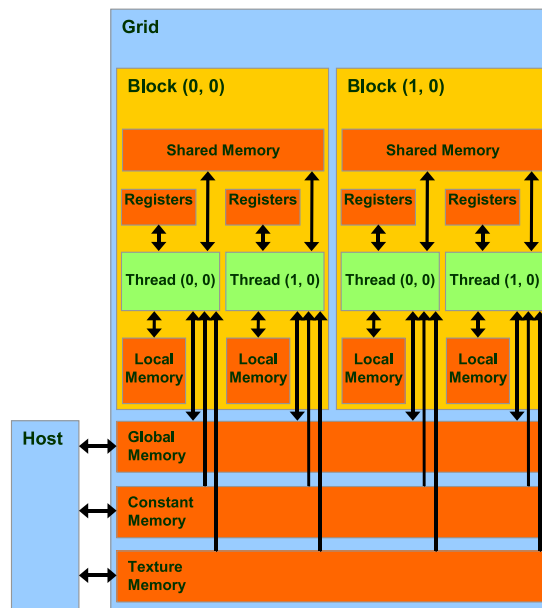 Grid
Block (0, 0)
Block (1, 0)
Shared Memory
Shared Memory
Registers
Registers
Registers
Registers
Thread (0, 0)
Thread (1, 0)
Thread (0, 0)
Thread (1, 0)
Local
Memory
Local
Memory
Local
Memory
Local
Memory
Host
Global
Memory
Constant
Memory
Texture
Memory